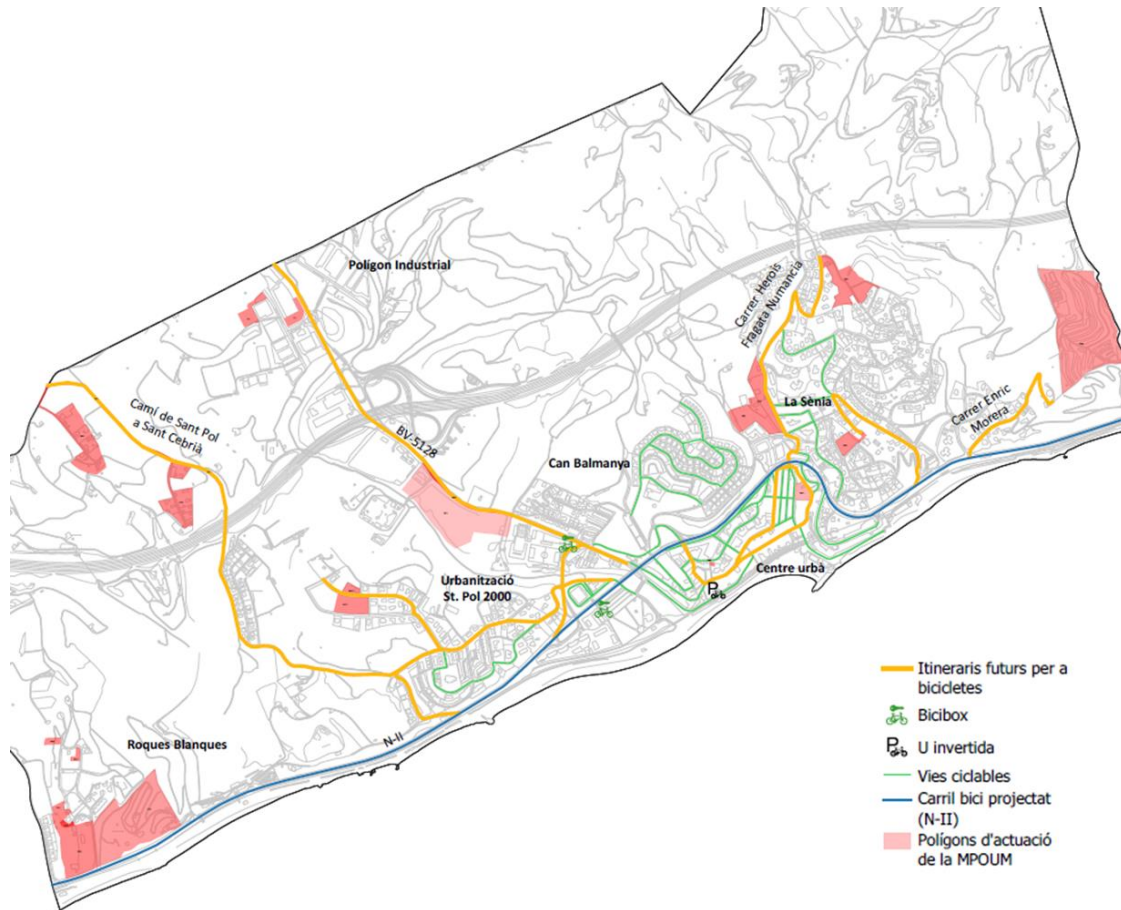 Polígon Industrial
Carrer Herois
Fragata Numancia
Camí de Sant Pol
a Sant Cebrià
BV-5128
La Sènia
Carrer Enric
Morera
Can Balmanya
Urbanització
St. Pol 2000
Centre urbà
P
Roques Blanques
N-II
Itineraris futurs per a
bicicletes
Bicibox
P
U invertida
Vies ciclables
Carril bici projectat
(N-II)
Polígons d'actuació
de la MPOUM